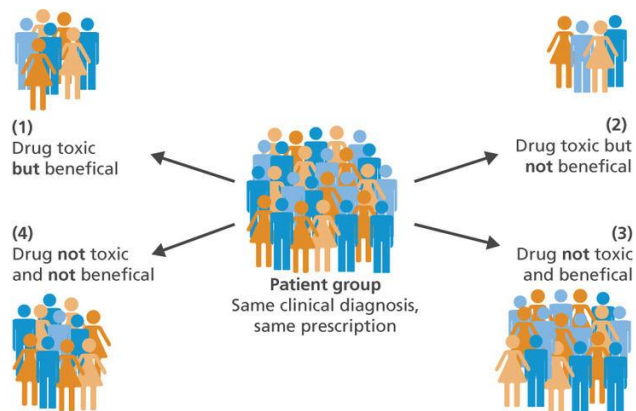 (1)
Drug toxic
but benefical
(2)
Drug toxic but
not benefical
(4)
Drug not toxic
and not benefical
(3)
Drug not toxic
and benefical
Patient group
Same clinical diagnosis,
same prescription